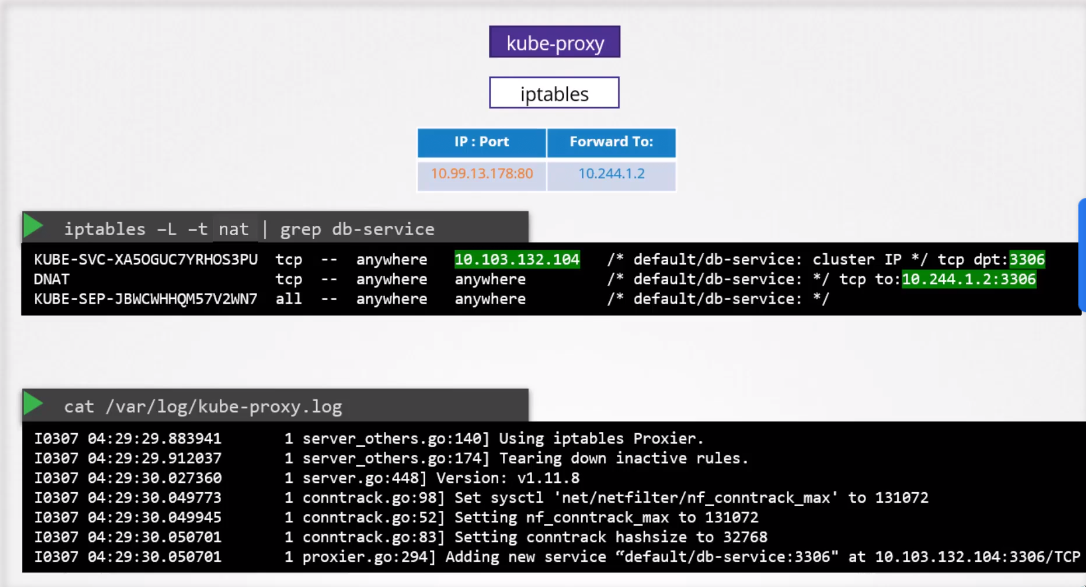 kube-proxy
iptables
IP : Port Forward To:
10.99.13.178:80 10.244.1.2
iptables –L –t nat | grep db-service
KUBE-SVC-XA5OGUC7YRHOS3PU tcp -- anywhere 10.103.132.104 /* default/db-service: cluster IP */ tcp dpt:3306
DNAT tcp -- anywhere anywhere /* default/db-service: */ tcp to:10.244.1.2:3306
KUBE-SEP-JBWCWHHQM57V2WN7 all -- anywhere anywhere /* default/db-service: */
cat /var/log/kube-proxy.log
I0307 04:29:29.883941 1 server_others.go:140] Using iptables Proxier.
I0307 04:29:29.912037 1 server_others.go:174] Tearing down inactive rules.
I0307 04:29:30.027360 1 server.go:448] Version: v1.11.8
I0307 04:29:30.049773 1 conntrack.go:98] Set sysctl 'net/netfilter/nf_conntrack_max' to 131072
I0307 04:29:30.049945 1 conntrack.go:52] Setting nf_conntrack_max to 131072
I0307 04:29:30.050701 1 conntrack.go:83] Setting conntrack hashsize to 32768
I0307 04:29:30.050701 1 proxier.go:294] Adding new service “default/db-service:3306" at 10.103.132.104:3306/TCP